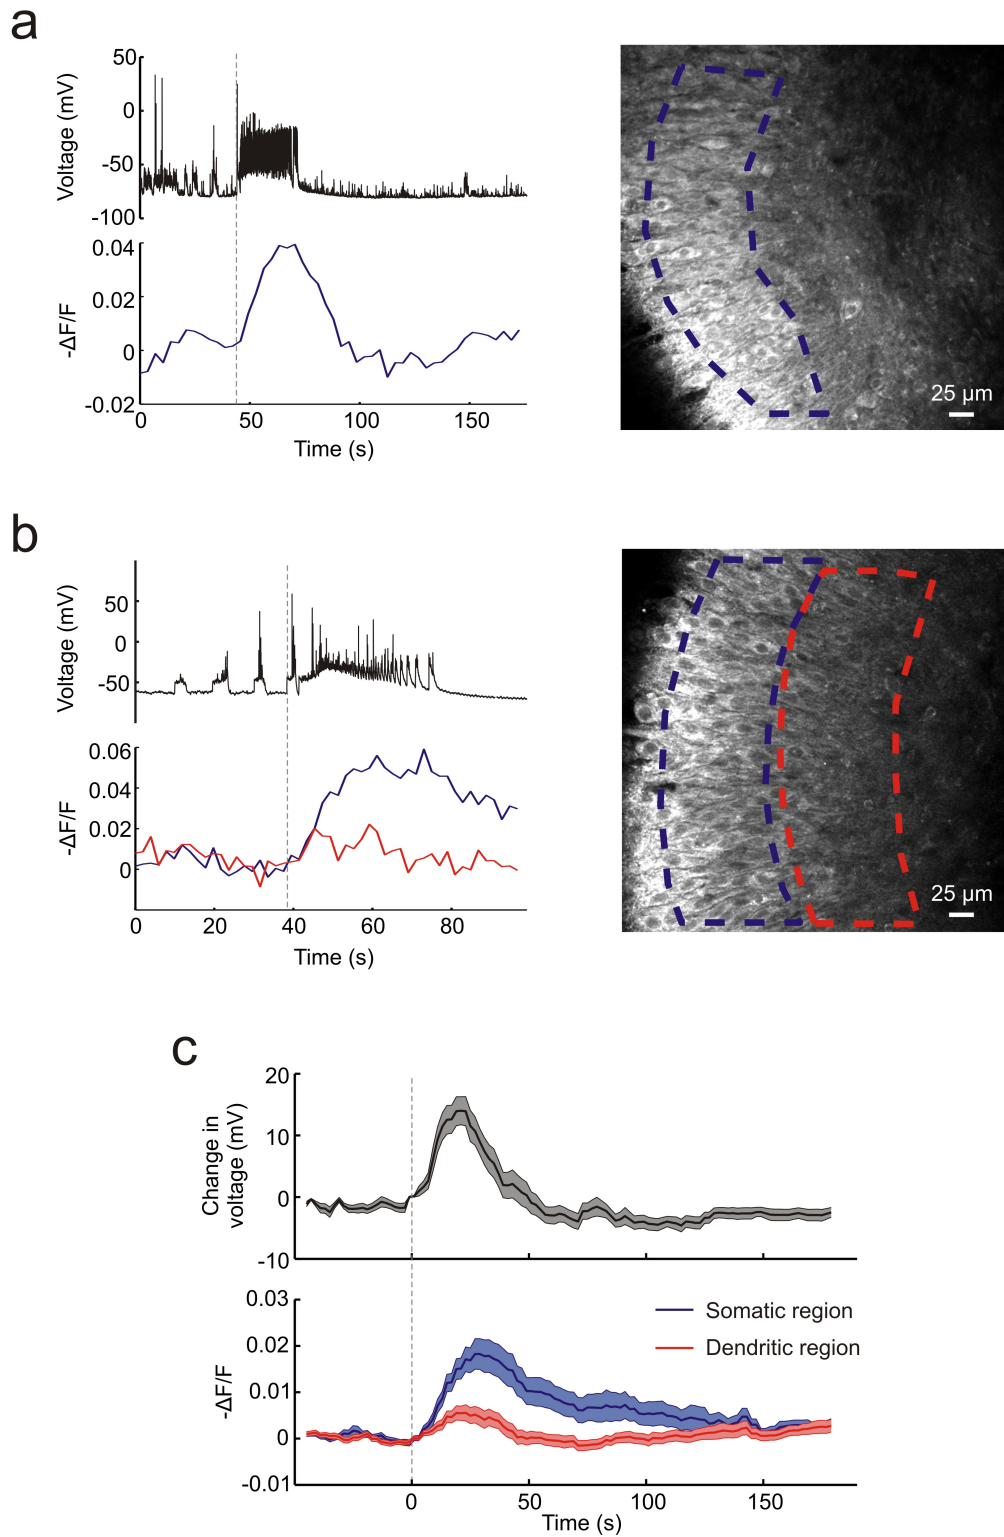 a
50
0
-50
-100
Voltage (mV)
0.04
0.02
0
-0.02
-ΔF/F
0 50 100 150
Time (s)
25 µm
b
50
0
-50
Voltage (mV)
0.06
0.04
0.02
0
-ΔF/F
0 20 40 60 80
Time (s)
25 µm
c
20
10
0
-10
Change in
voltage (mV)
0.03
0.02
0.01
0
-0.01
-ΔF/F
Somatic region
Dendritic region
0 50 100 150
Time (s)